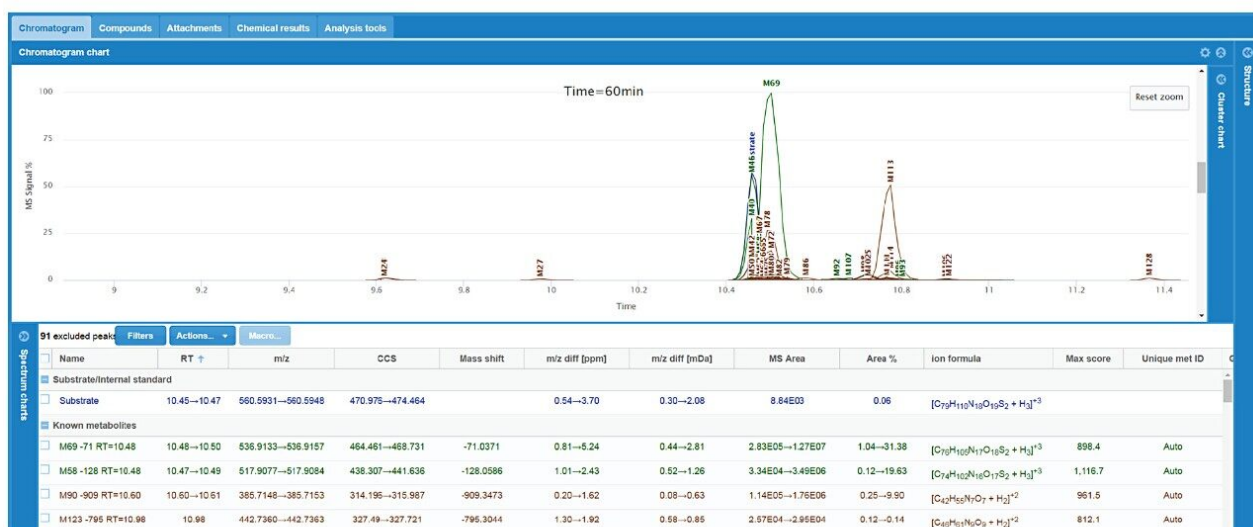 Chromatogram Compounds Attachments Chemical results Analysis tools
Chromatogram chart
Structure
Cluster chart
Time=60min
Reset zoom
MS Signal %
100
75
50
25
0
M24
M27
M46
strate
M40
M42
M50
M67
M69
M78
M72
M82
M79
M86
M92
M107
M113
M93
M122
M128
9 9.2 9.4 9.6 9.8 10 10.2 10.4 10.6 10.8 11 11.2 11.4
Time
Spectrum charts
91 excluded peaks Filters Actions... Macro...
Name RT ↑ m/z CCS Mass shift m/z diff [ppm] m/z diff [mDa] MS Area Area % ion formula Max score Unique met ID
Substrate/Internal standard
Substrate 10.45→10.47 560.5931→560.5948 470.975→474.464 0.54→3.70 0.30→2.08 8.84E03 0.06 [C79H110N18O19S2 + H3]+3
Known metabolites
M69 -71 RT=10.48 10.48→10.50 536.9133→536.9157 464.461→468.731 -71.0371 0.81→5.24 0.44→2.81 2.83E05→1.27E07 1.04→31.38 [C76H105N17O18S2 + H3]+3 898.4 Auto
M58 -128 RT=10.48 10.47→10.49 517.9077→517.9084 438.307→441.636 -128.0586 1.01→2.43 0.52→1.26 3.34E04→3.49E06 0.12→19.63 [C74H102N16O17S2 + H3]+3 1,116.7 Auto
M90 -909 RT=10.60 10.60→10.61 385.7148→385.7153 314.196→315.987 -909.3473 0.20→1.62 0.08→0.63 1.14E05→1.76E06 0.25→9.90 [C42H55N7O7 + H2]+2 961.5 Auto
M123 -795 RT=10.98 10.98 442.7360→442.7363 327.49→327.721 -795.3044 1.30→1.92 0.58→0.85 2.57E04→2.95E04 0.12→0.14 [C46H61N9O9 + H2]+2 812.1 Auto